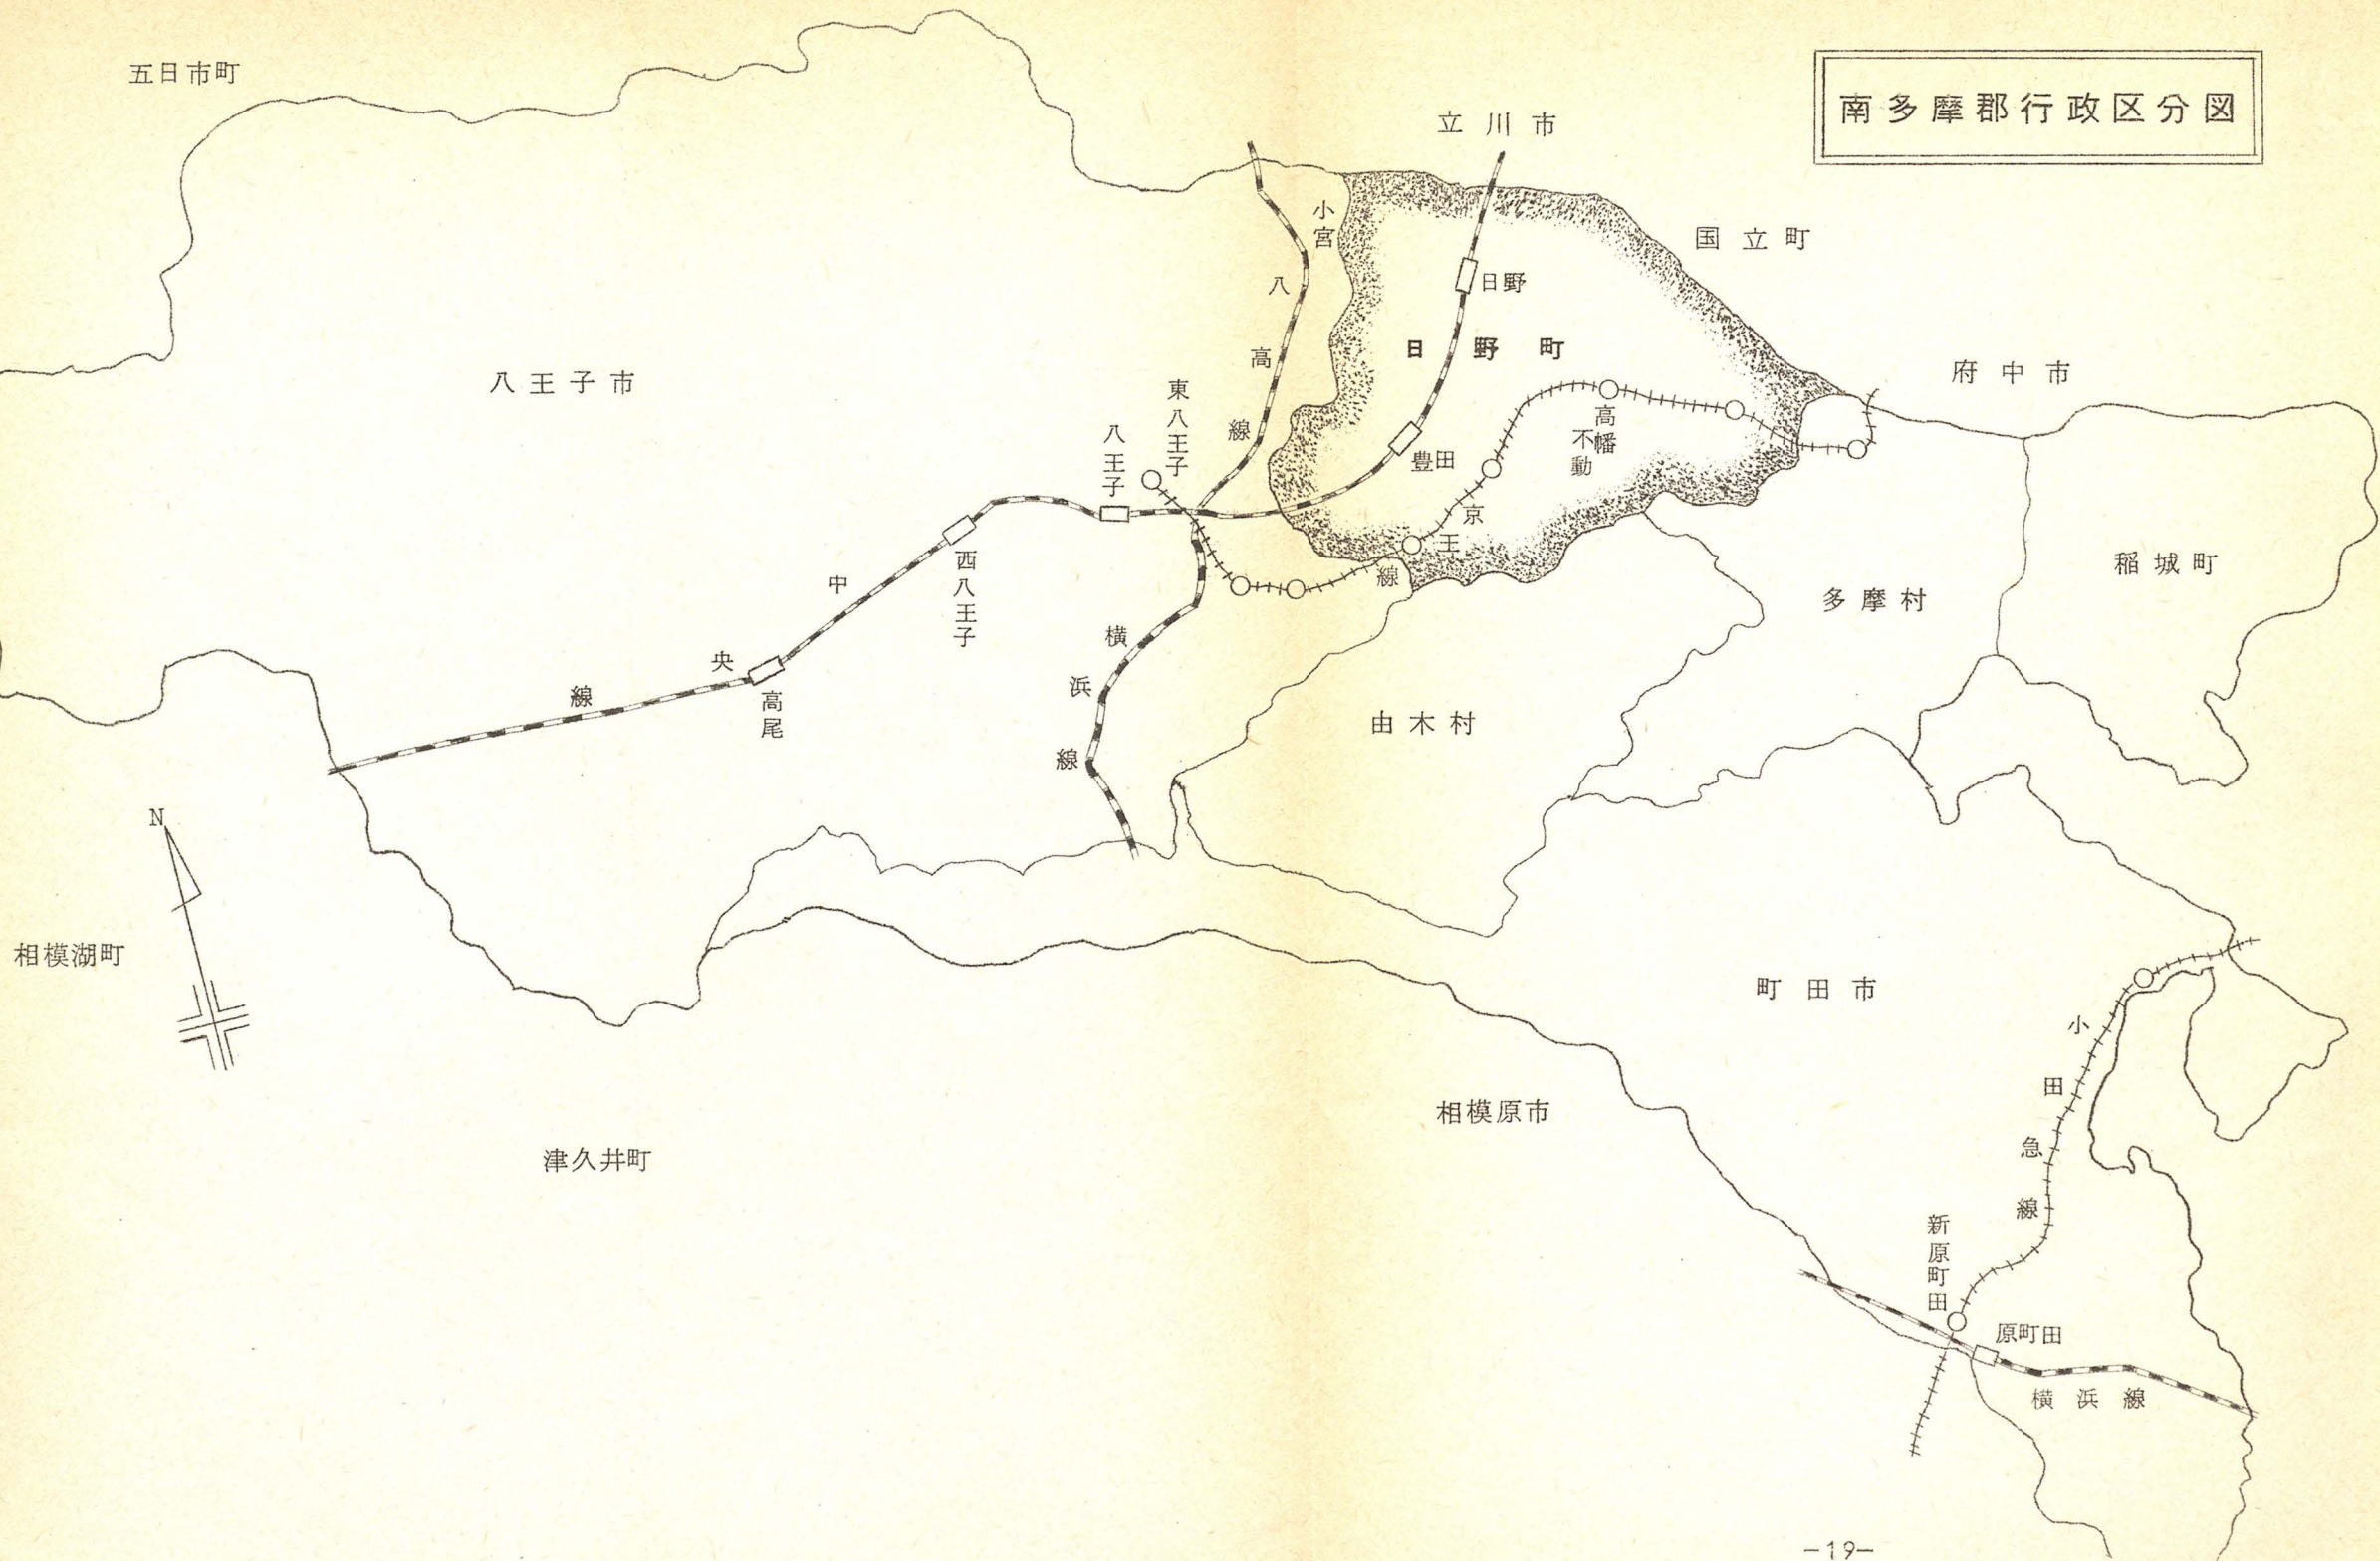 南多摩郡行政区分図
五日市町
立川市
国立町
府中市
小宮
八高線
日野
日野町
八王子市
東八王子
八王子
高幡不動
豊田
京王線
西八王子
中央線
高尾
横浜線
稲城町
多摩村
由木村
N
相模湖町
町田市
小田急線
相模原市
津久井町
新原町田
原町田
横浜線
-19-